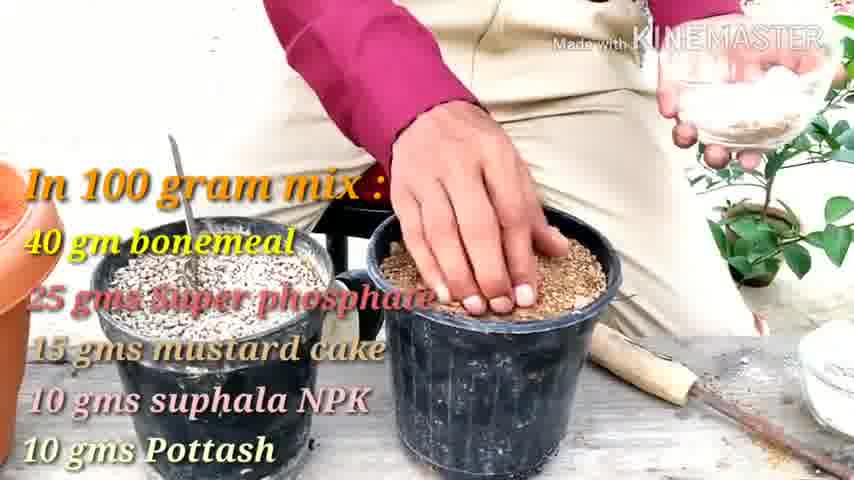 Made with KINEMASTER
In 100 gram mix :
40 gm bonemeal
25 gms Super phosphate
15 gms mustard cake
10 gms suphala NPK
10 gms Pottash